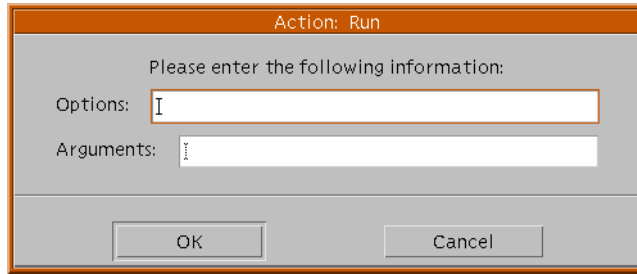 Action: Run
Please enter the following information:
Options:
Arguments:
OK Cancel